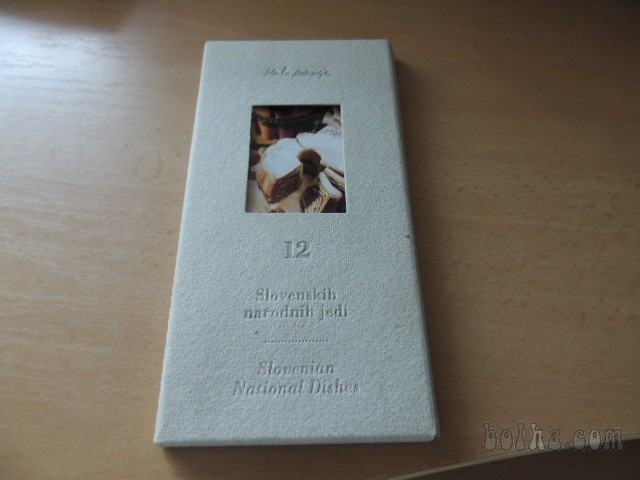 12
Slovenskih
narodnih jedi
Slovenian
National Dishes
bolha.com